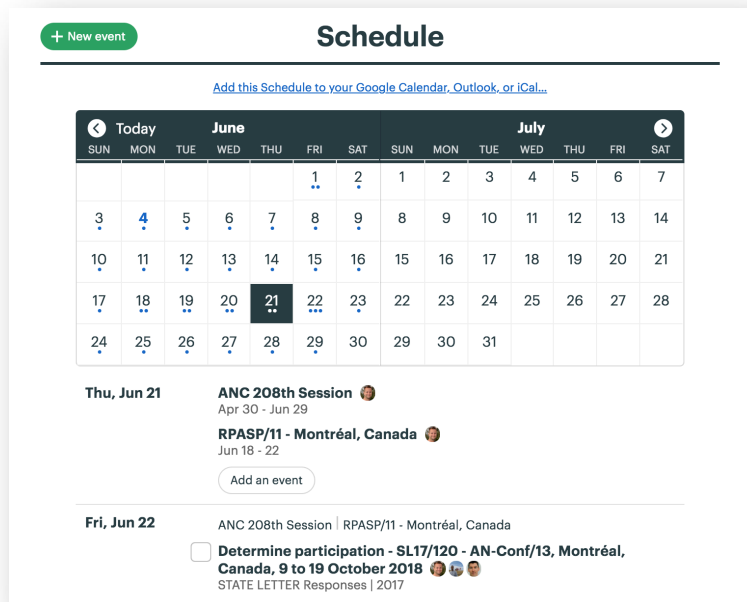 + New event
Schedule
Add this Schedule to your Google Calendar, Outlook, or iCal...
Today June July
SUN MON TUE WED THU FRI SAT SUN MON TUE WED THU FRI SAT
1 2 1 2 3 4 5 6 7
3 4 5 6 7 8 9 8 9 10 11 12 13 14
10 11 12 13 14 15 16 15 16 17 18 19 20 21
17 18 19 20 21 22 23 22 23 24 25 26 27 28
24 25 26 27 28 29 30 29 30 31
Thu, Jun 21
ANC 208th Session
Apr 30 - Jun 29
RPASP/11 - Montréal, Canada
Jun 18 - 22
Add an event
Fri, Jun 22
ANC 208th Session | RPASP/11 - Montréal, Canada
Determine participation - SL17/120 - AN-Conf/13, Montréal,
Canada, 9 to 19 October 2018
STATE LETTER Responses | 2017